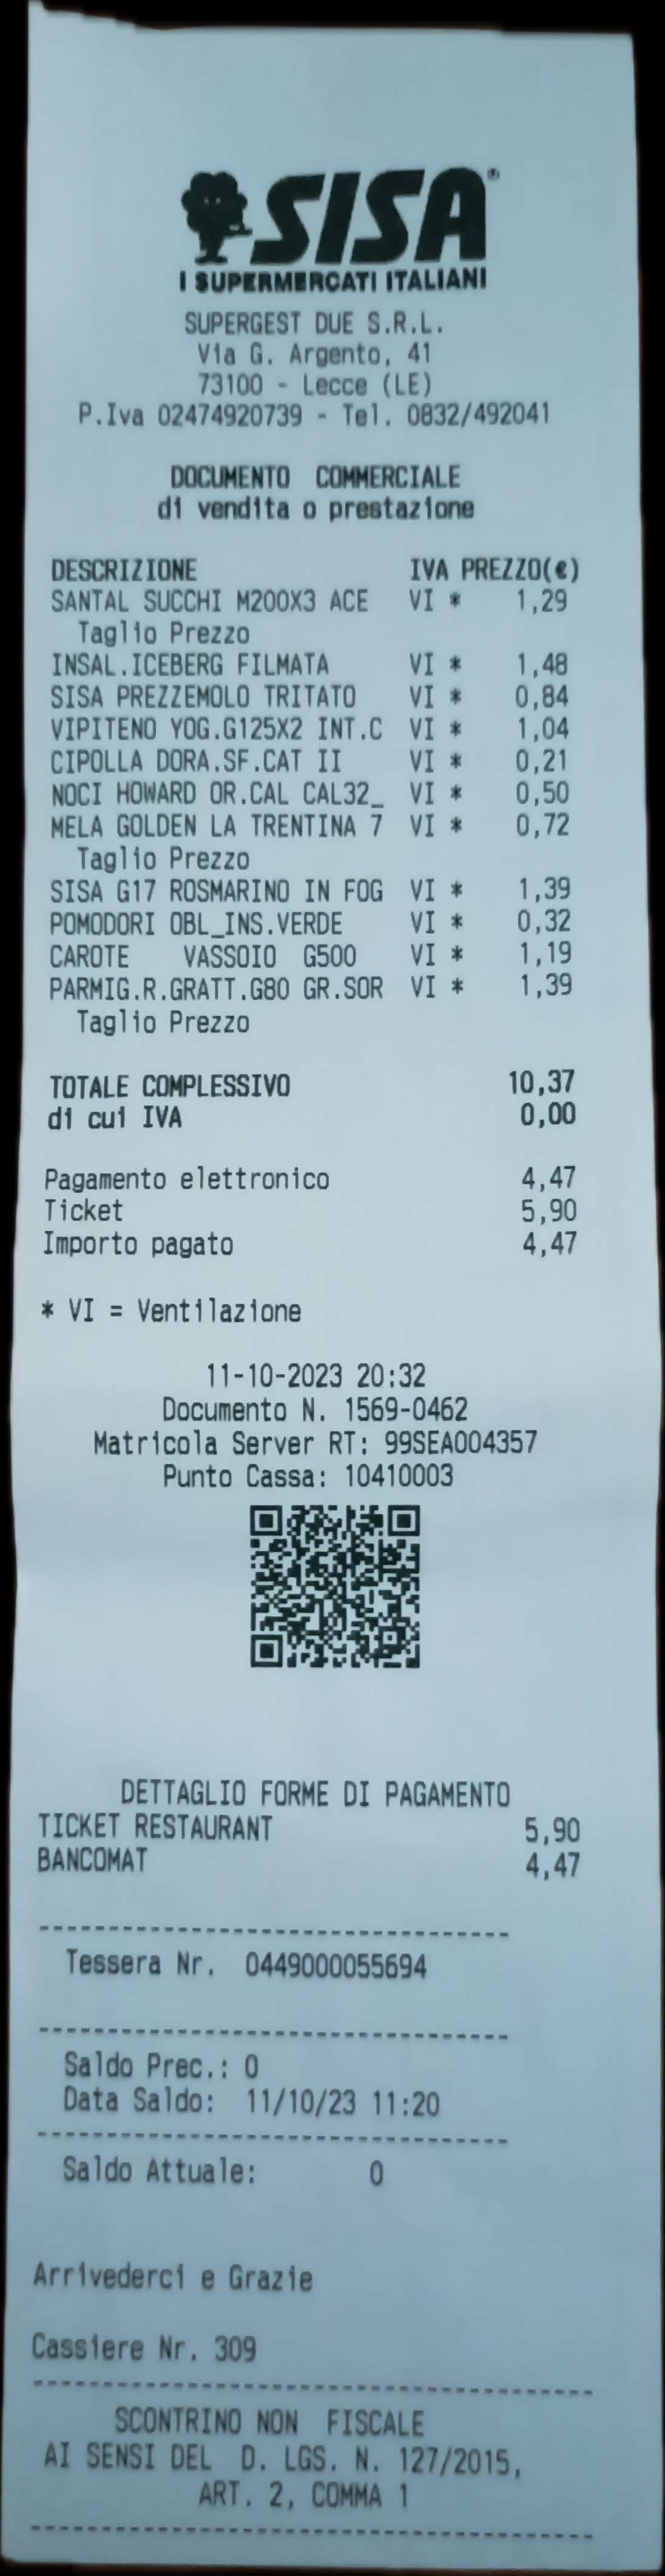 SISA®
I SUPERMERCATI ITALIANI
SUPERGEST DUE S.R.L.
Via G. Argento, 41
73100 - Lecce (LE)
P.Iva 02474920739 - Tel. 0832/492041
DOCUMENTO COMMERCIALE
di vendita o prestazione
DESCRIZIONE IVA PREZZO(€)
SANTAL SUCCHI M200X3 ACE VI * 1,29
Taglio Prezzo
INSAL.ICEBERG FILMATA VI * 1,48
SISA PREZZEMOLO TRITATO VI * 0,84
VIPITENO YOG.G125X2 INT.C VI * 1,04
CIPOLLA DORA.SF.CAT II VI * 0,21
NOCI HOWARD OR.CAL CAL32_ VI * 0,50
MELA GOLDEN LA TRENTINA 7 VI * 0,72
Taglio Prezzo
SISA G17 ROSMARINO IN FOG VI * 1,39
POMODORI OBL_INS.VERDE VI * 0,32
CAROTE VASSOIO G500 VI * 1,19
PARMIG.R.GRATT.G80 GR.SOR VI * 1,39
Taglio Prezzo
TOTALE COMPLESSIVO 10,37
di cui IVA 0,00
Pagamento elettronico 4,47
Ticket 5,90
Importo pagato 4,47
* VI = Ventilazione
11-10-2023 20:32
Documento N. 1569-0462
Matricola Server RT: 99SEA004357
Punto Cassa: 10410003
DETTAGLIO FORME DI PAGAMENTO
TICKET RESTAURANT 5,90
BANCOMAT 4,47
----------------------------------
Tessera Nr. 0449000055694
----------------------------------
Saldo Prec.: 0
Data Saldo: 11/10/23 11:20
----------------------------------
Saldo Attuale: 0
Arrivederci e Grazie
Cassiere Nr. 309
----------------------------------------
SCONTRINO NON FISCALE
AI SENSI DEL D. LGS. N. 127/2015,
ART. 2, COMMA 1
----------------------------------------